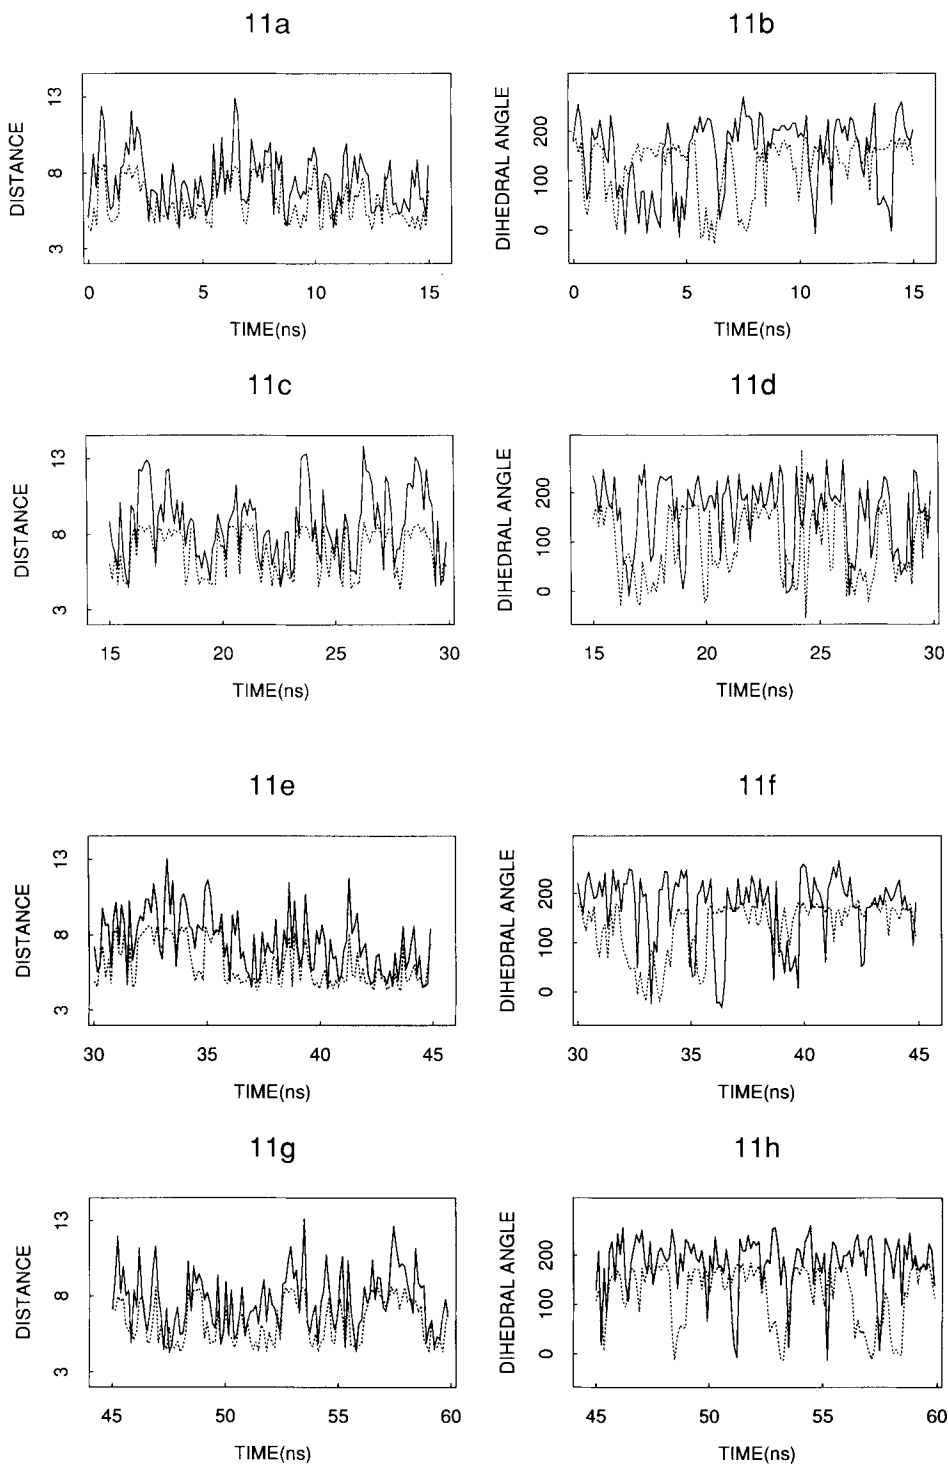 11a
DISTANCE
13
8
3
0 5 10 15
TIME(ns)
11b
DIHEDRAL ANGLE
200
100
0
0 5 10 15
TIME(ns)
11c
DISTANCE
13
8
3
15 20 25 30
TIME(ns)
11d
DIHEDRAL ANGLE
200
100
0
15 20 25 30
TIME(ns)
11e
DISTANCE
13
8
3
30 35 40 45
TIME(ns)
11f
DIHEDRAL ANGLE
200
100
0
30 35 40 45
TIME(ns)
11g
DISTANCE
13
8
3
45 50 55 60
TIME(ns)
11h
DIHEDRAL ANGLE
200
100
0
45 50 55 60
TIME(ns)